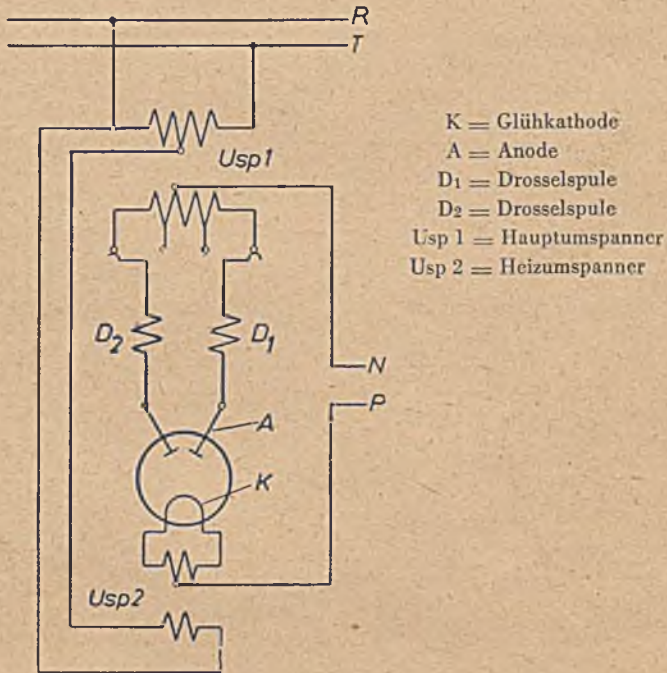 R
T
Usp1
K = Glühkathode
A = Anode
D₁ = Drosselspule
D₂ = Drosselspule
Usp 1 = Hauptumspanner
Usp 2 = Heizumspanner
D₂
D₁
N
P
A
K
Usp2